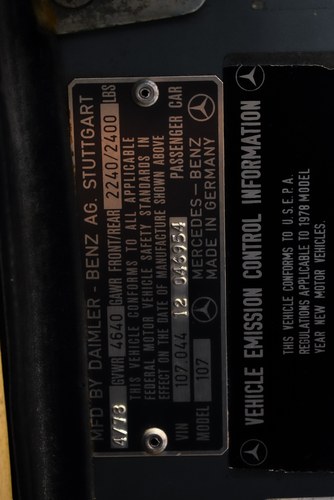 MFD BY DAIMLER - BENZ AG. STUTTGART
4/78 GVWR 4640 GAWR FRONT/REAR 2240/2400 LBS
THIS VEHICLE CONFORMS TO ALL APPLICABLE
FEDERAL MOTOR VEHICLE SAFETY STANDARDS IN
EFFECT ON THE DATE OF MANUFACTURE SHOWN ABOVE
VIN 107.044 12 046954 PASSENGER CAR
MODEL 107 MERCEDES-BENZ
MADE IN GERMANY
VEHICLE EMISSION CONTROL INFORMATION
THIS VEHICLE CONFORMS TO U.S.E.P.A.
REGULATIONS APPLICABLE TO 1978 MODEL
YEAR NEW MOTOR VEHICLES.